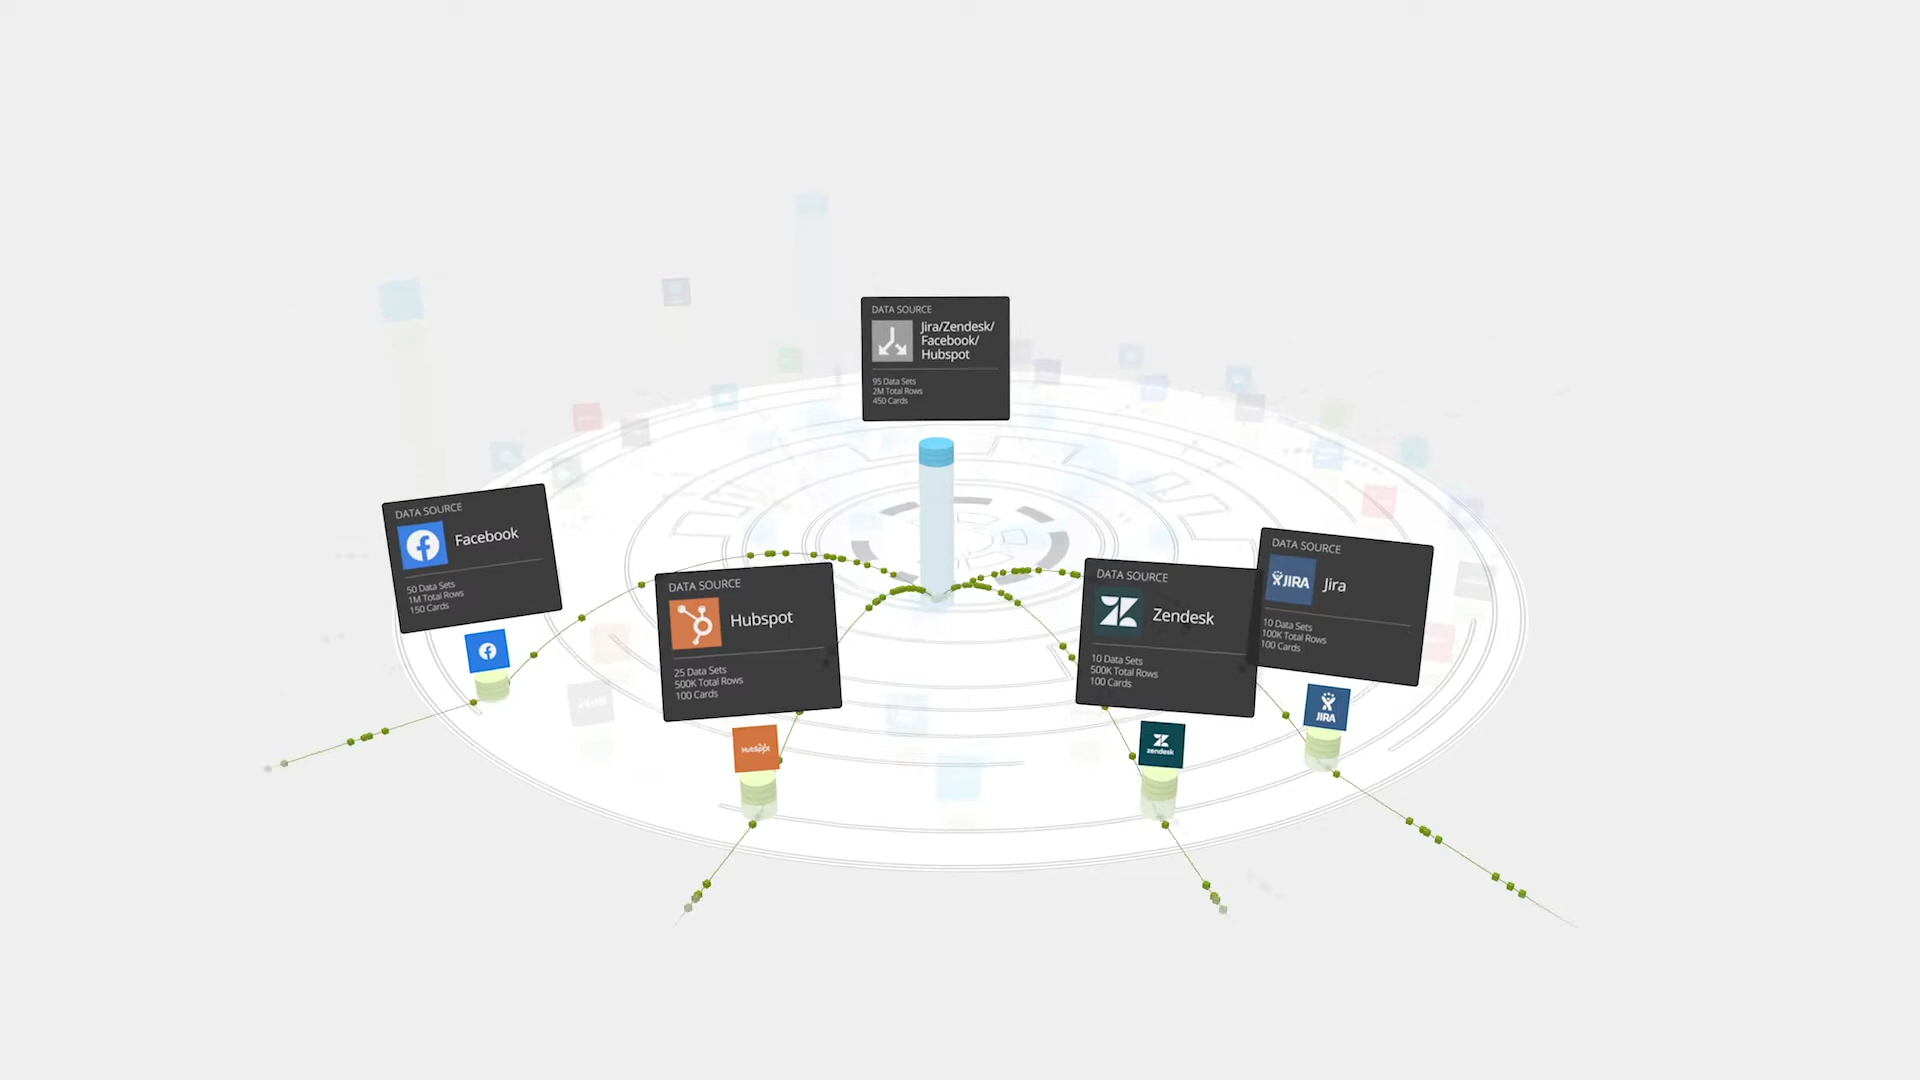 DATA SOURCE
Jira/Zendesk/
Facebook/
Hubspot
95 Data Sets
2M Total Rows
450 Cards
DATA SOURCE
Facebook
50 Data Sets
1M Total Rows
150 Cards
DATA SOURCE
Hubspot
25 Data Sets
500K Total Rows
100 Cards
HubSpot
DATA SOURCE
Zendesk
10 Data Sets
500K Total Rows
100 Cards
zendesk
DATA SOURCE
JIRA
Jira
10 Data Sets
100K Total Rows
100 Cards
JIRA